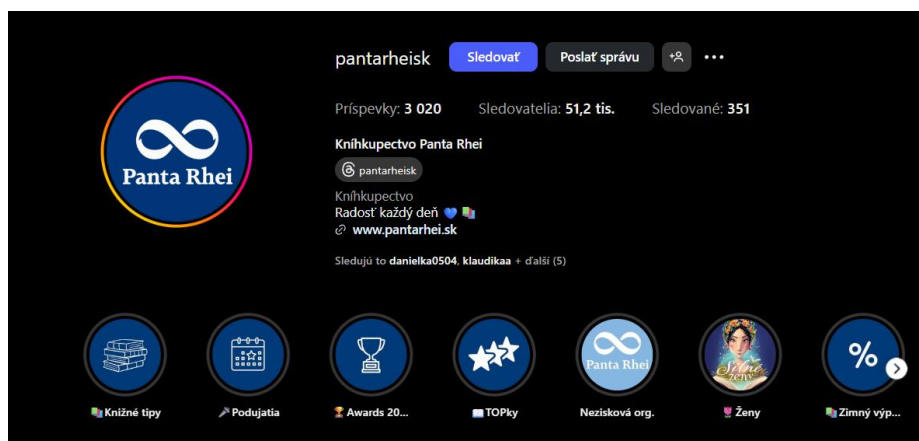 pantarheisk Sledovať Poslať správu
Príspevky: 3 020 Sledovatelia: 51,2 tis. Sledované: 351
Kníhkupectvo Panta Rhei
pantarheisk
Kníhkupectvo
Radosť každý deň 💙 📚
www.pantarhei.sk
Sledujú to danielka0504, klaudikaa + ďalší (5)
Panta Rhei
Panta Rhei
Silné
ženy
%
📚Knižné tipy 🎤Podujatia 🏆Awards 20... 📖TOPky Nezisková org. 🌷Ženy 📚Zimný výp...